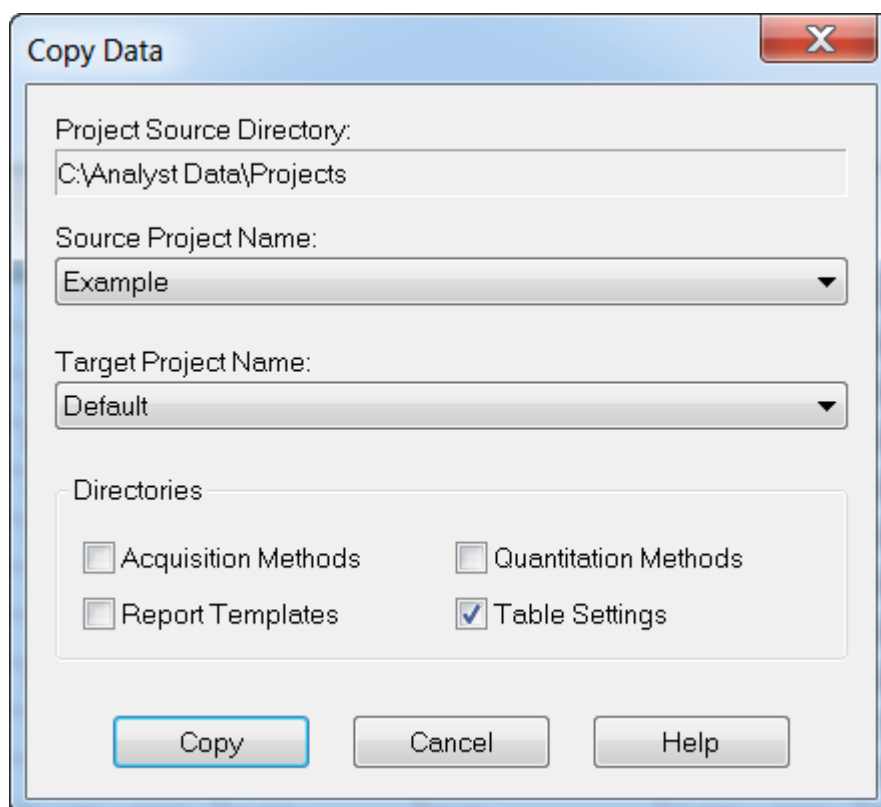 Copy Data
Project Source Directory:
C:\Analyst Data\Projects
Source Project Name:
Example
Target Project Name:
Default
Directories
Acquisition Methods Quantitation Methods
Report Templates Table Settings
Copy Cancel Help